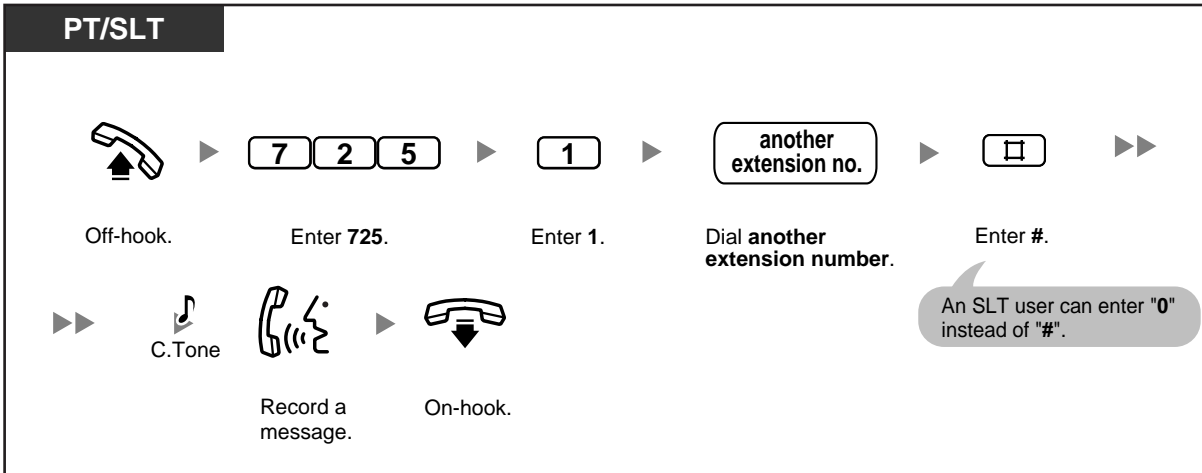 PT/SLT
7 2 5
1
another
extension no.
#
Off-hook.
Enter 725.
Enter 1.
Dial another
extension number.
Enter #.
An SLT user can enter "0"
instead of "#".
C.Tone
Record a
message.
On-hook.